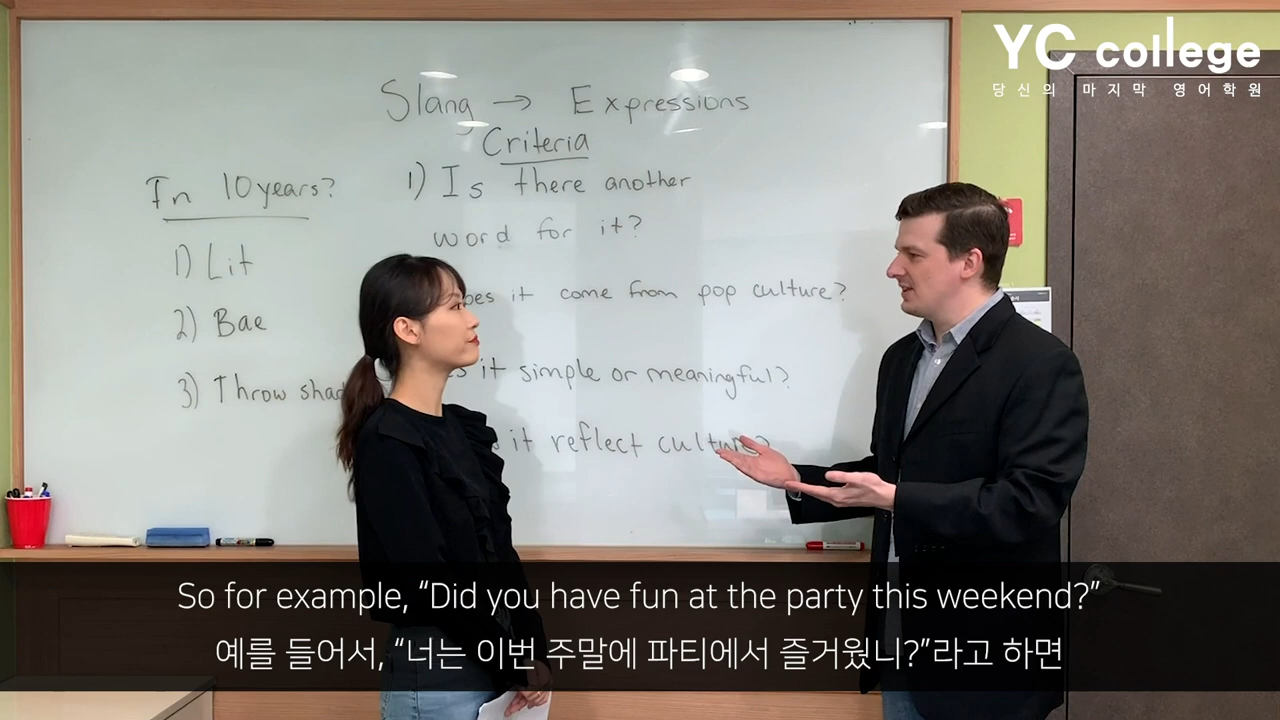 YC college
당신의 마지막 영어학원
Slang → Expressions
Criteria
1) Is there another
word for it?
it come from pop culture?
it simple or meaningful?
it reflect culture?
In 10 years?
1) Lit
2) Bae
3) Throw
So for example, “Did you have fun at the party this weekend?”
예를 들어서, “너는 이번 주말에 파티에서 즐거웠니?”라고 하면